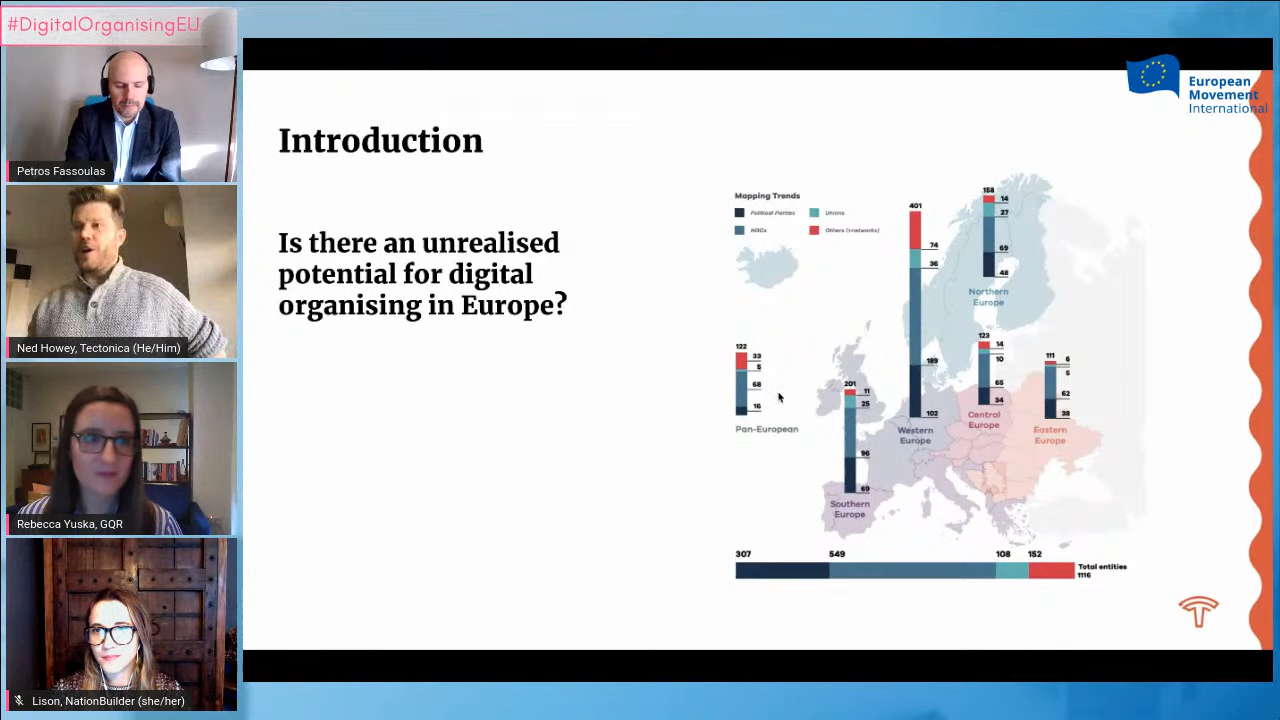 #DigitalOrganisingEU
Petros Fassoulas
Ned Howey, Tectonica (He/Him)
Rebecca Yuska, GQR
Lison, NationBuilder (she/her)
European
Movement
International
Introduction
Is there an unrealised
potential for digital
organising in Europe?
Mapping Trends
Political Parties
Unions
NGOs
Others (+networks)
401
74
36
189
102
Western
Europe
158
14
27
69
48
Northern
Europe
122
33
5
68
16
Pan-European
201
11
25
96
69
Southern
Europe
123
14
10
65
34
Central
Europe
111
6
5
62
38
Eastern
Europe
307
549
108
152
Total entities
1116